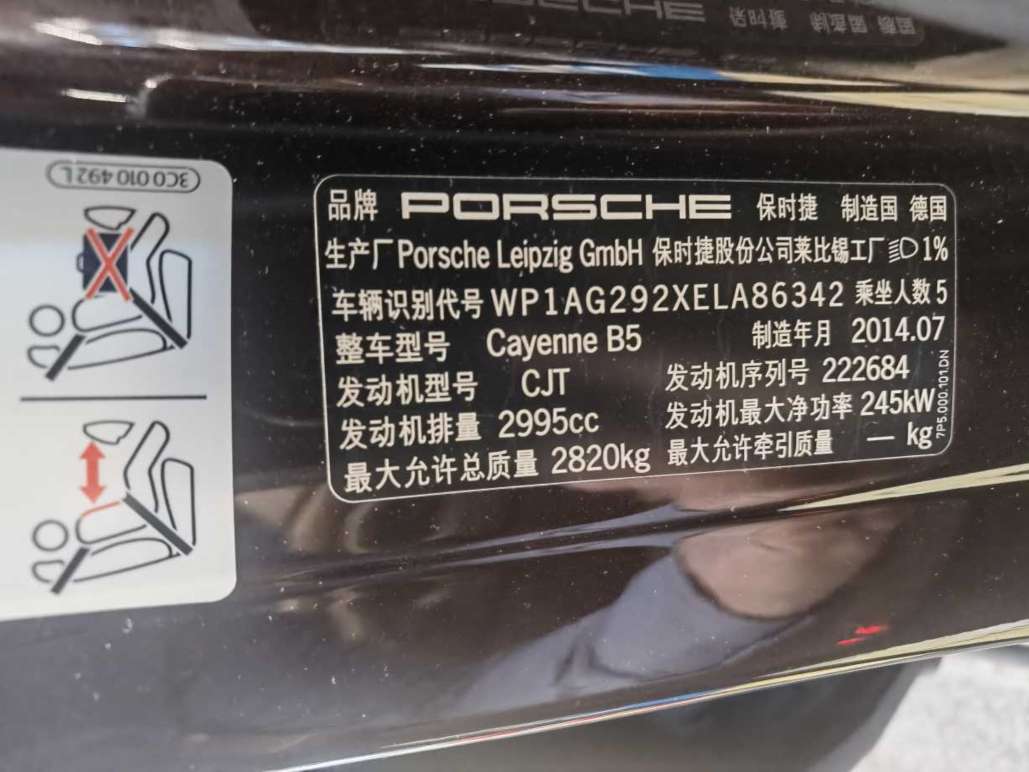 3C0 010 492 L
品牌 PORSCHE 保时捷 制造国 德国
生产厂 Porsche Leipzig GmbH 保时捷股份公司莱比锡工厂 1%
车辆识别代号 WP1AG292XELA86342 乘坐人数 5
整车型号 Cayenne B5 制造年月 2014.07
发动机型号 CJT 发动机序列号 222684
发动机排量 2995cc 发动机最大净功率 245kW
最大允许总质量 2820kg 最大允许牵引质量 — kg
7P5.000.101.DN